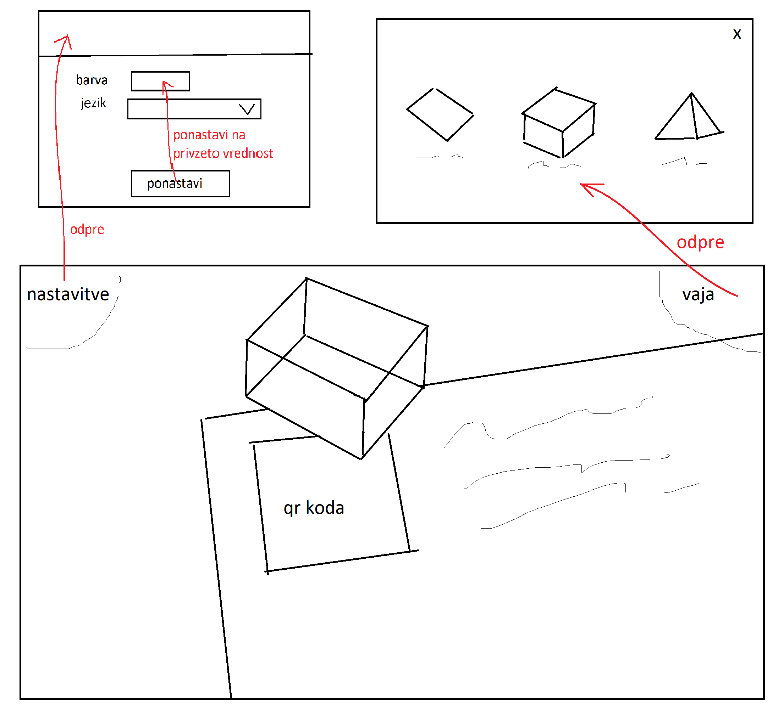 barva
jezik
ponastavi na
privzeto vrednost
ponastavi
odpre
X
odpre
nastavitve
vaja
qr koda